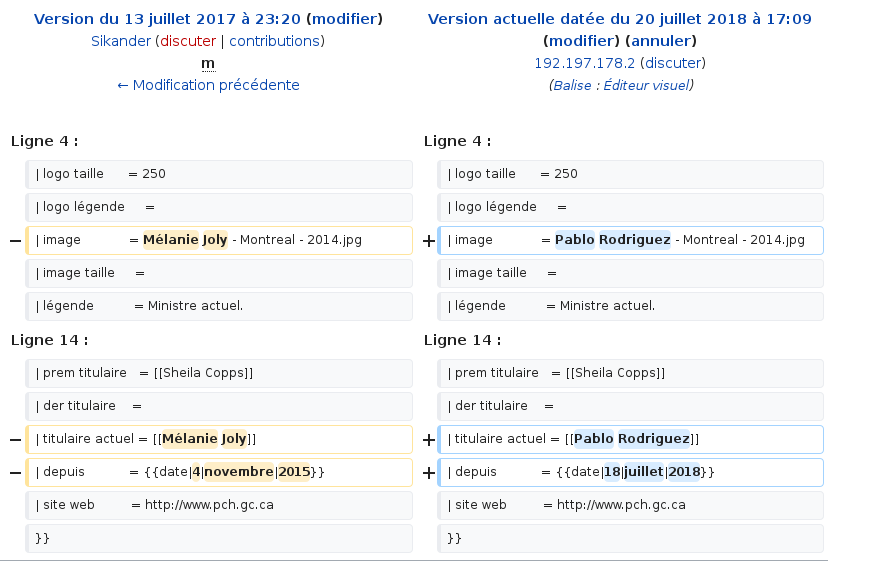 Version du 13 juillet 2017 à 23:20 (modifier)
Sikander (discuter | contributions)
m
← Modification précédente
Version actuelle datée du 20 juillet 2018 à 17:09
(modifier) (annuler)
192.197.178.2 (discuter)
(Balise : Éditeur visuel)
Ligne 4 :
Ligne 4 :
| logo taille = 250
| logo taille = 250
| logo légende =
| logo légende =
− | image = Mélanie Joly - Montreal - 2014.jpg
+ | image = Pablo Rodriguez - Montreal - 2014.jpg
| image taille =
| image taille =
| légende = Ministre actuel.
| légende = Ministre actuel.
Ligne 14 :
Ligne 14 :
| prem titulaire = [[Sheila Copps]]
| prem titulaire = [[Sheila Copps]]
| der titulaire =
| der titulaire =
− | titulaire actuel = [[Mélanie Joly]]
+ | titulaire actuel = [[Pablo Rodriguez]]
− | depuis = {{date|4|novembre|2015}}
+ | depuis = {{date|18|juillet|2018}}
| site web = http://www.pch.gc.ca
| site web = http://www.pch.gc.ca
}}
}}